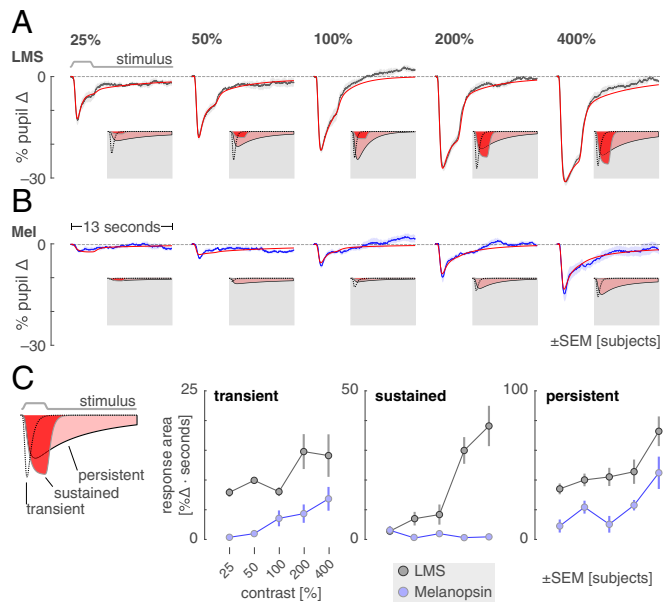 A
25% 50% 100% 200% 400%
LMS
stimulus
0
% pupil Δ
−30
B
Mel
13 seconds
0
% pupil Δ
−30
±SEM [subjects]
C
stimulus
persistent
sustained
transient
response area
[%Δ · seconds]
25
0
transient
25 50 100 200 400
contrast [%]
50
0
sustained
100
0
persistent
LMS
Melanopsin
±SEM [subjects]